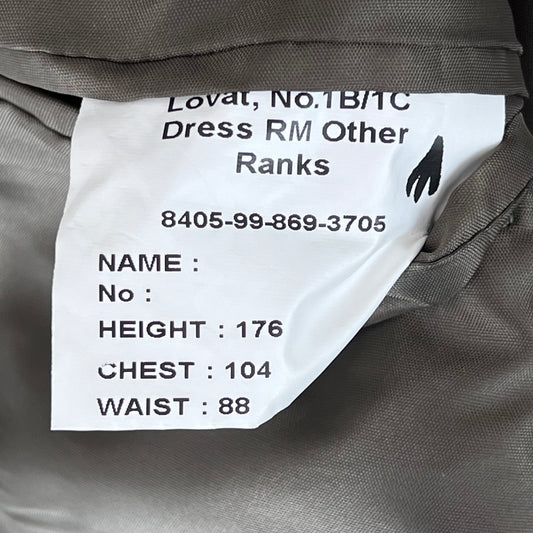 Lovat, No.1B/1C
Dress RM Other
Ranks
8405-99-869-3705
NAME :
No :
HEIGHT : 176
CHEST : 104
WAIST : 88